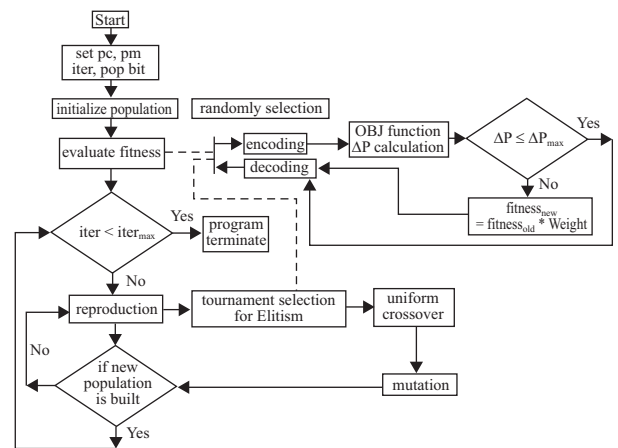 Start
set pc, pm
iter, pop bit
initialize population
randomly selection
evaluate fitness
encoding
decoding
OBJ function
ΔP calculation
ΔP ≤ ΔPmax
Yes
No
fitnessnew
= fitnessold * Weight
iter < itermax
Yes
program
terminate
No
reproduction
tournament selection
for Elitism
uniform
crossover
No
if new
population
is built
mutation
Yes